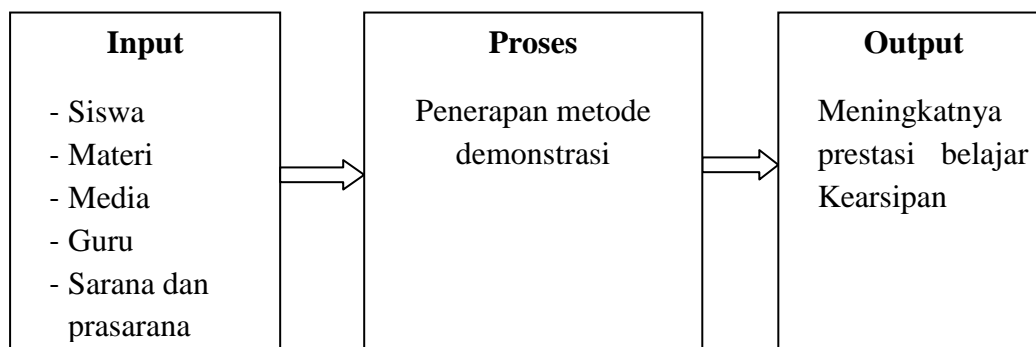 Input
- Siswa
- Materi
- Media
- Guru
- Sarana dan
prasarana
Proses
Penerapan metode
demonstrasi
Output
Meningkatnya
prestasi belajar
Kearsipan